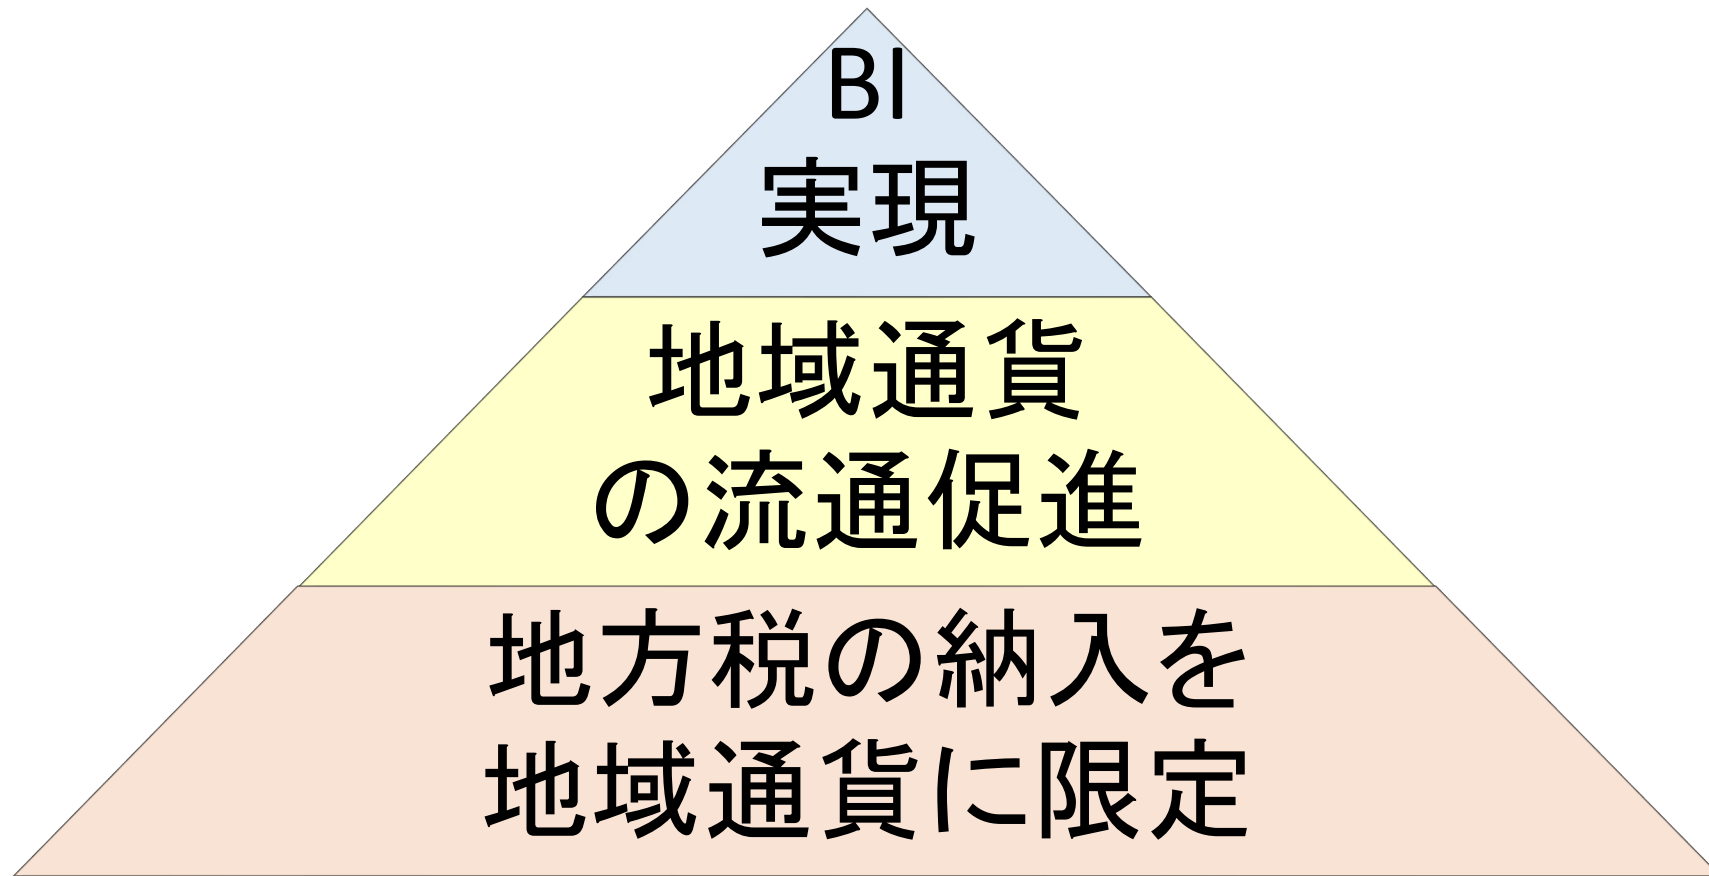 BI
実現
地域通貨
の流通促進
地方税の納入を
地域通貨に限定